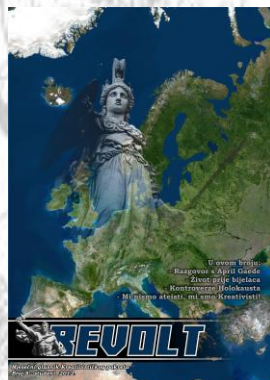 U ovom broju:
- Razgovor s April Gaede
- Život prije bijelaca
- Kontroverze Holokausta
- Mi nismo ateisti, mi smo Kreativisti!
REVOLT